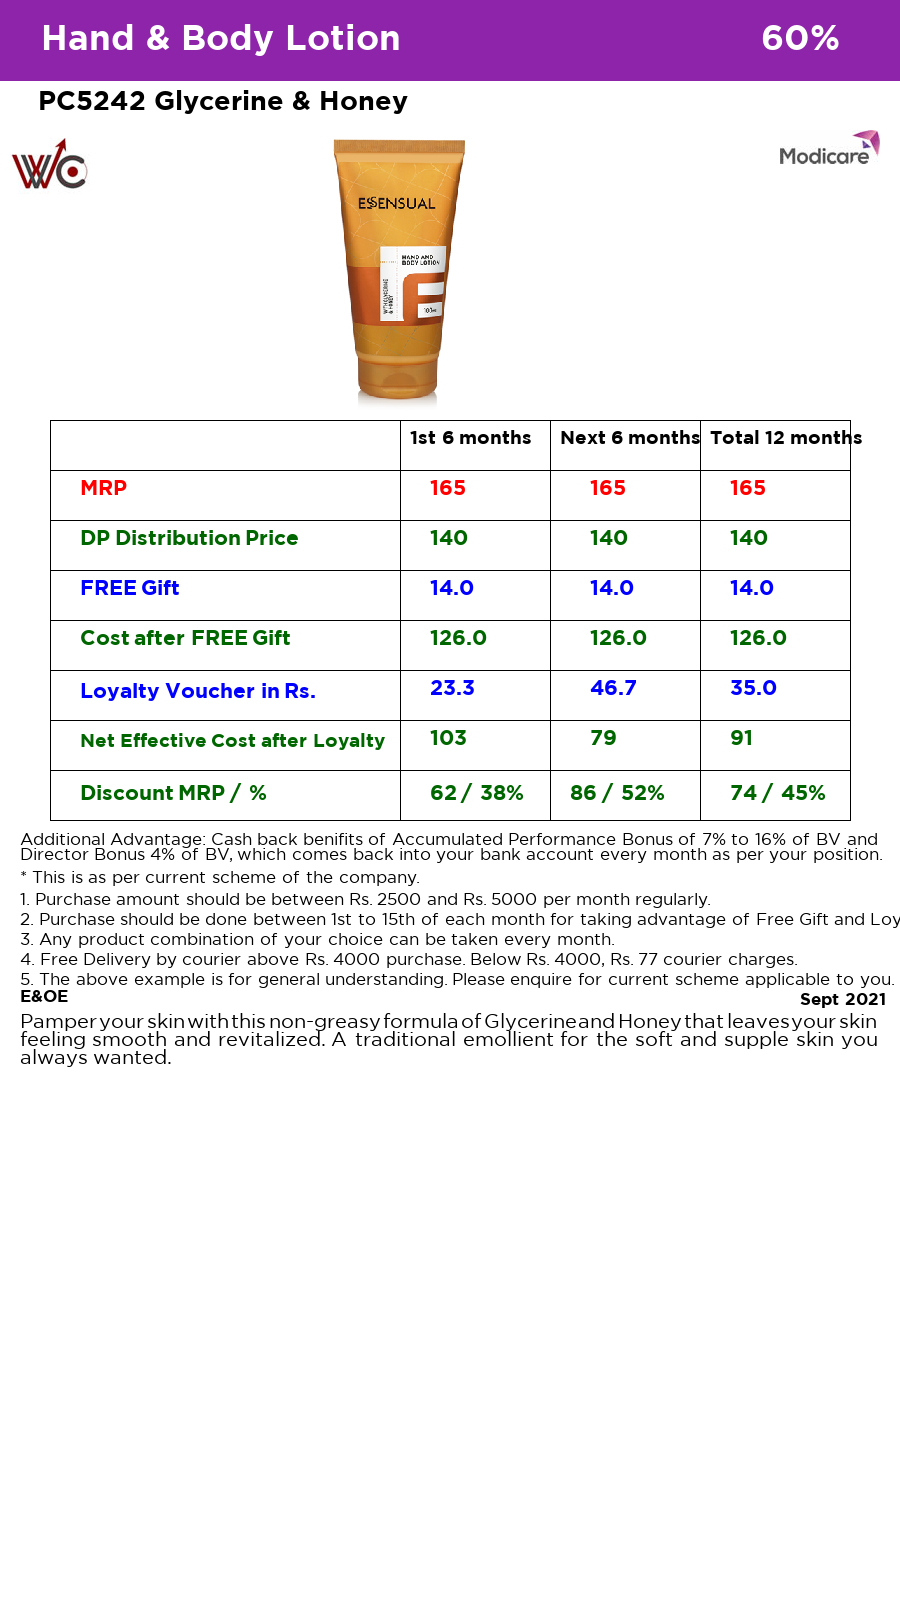 Hand & Body Lotion 60%
PC5242 Glycerine & Honey
WC
Modicare
ESSENSUAL
HAND AND
BODY LOTION
WITH GLYCERINE
& HONEY
100ml
1st 6 months Next 6 months Total 12 months
MRP 165 165 165
DP Distribution Price 140 140 140
FREE Gift 14.0 14.0 14.0
Cost after FREE Gift 126.0 126.0 126.0
Loyalty Voucher in Rs. 23.3 46.7 35.0
Net Effective Cost after Loyalty 103 79 91
Discount MRP / % 62 / 38% 86 / 52% 74 / 45%
Additional Advantage: Cash back benifits of Accumulated Performance Bonus of 7% to 16% of BV and
Director Bonus 4% of BV, which comes back into your bank account every month as per your position.
* This is as per current scheme of the company.
1. Purchase amount should be between Rs. 2500 and Rs. 5000 per month regularly.
2. Purchase should be done between 1st to 15th of each month for taking advantage of Free Gift and Loy
3. Any product combination of your choice can be taken every month.
4. Free Delivery by courier above Rs. 4000 purchase. Below Rs. 4000, Rs. 77 courier charges.
5. The above example is for general understanding. Please enquire for current scheme applicable to you.
E&OE
Sept 2021
Pamper your skin with this non-greasy formula of Glycerine and Honey that leaves your skin
feeling smooth and revitalized. A traditional emollient for the soft and supple skin you
always wanted.